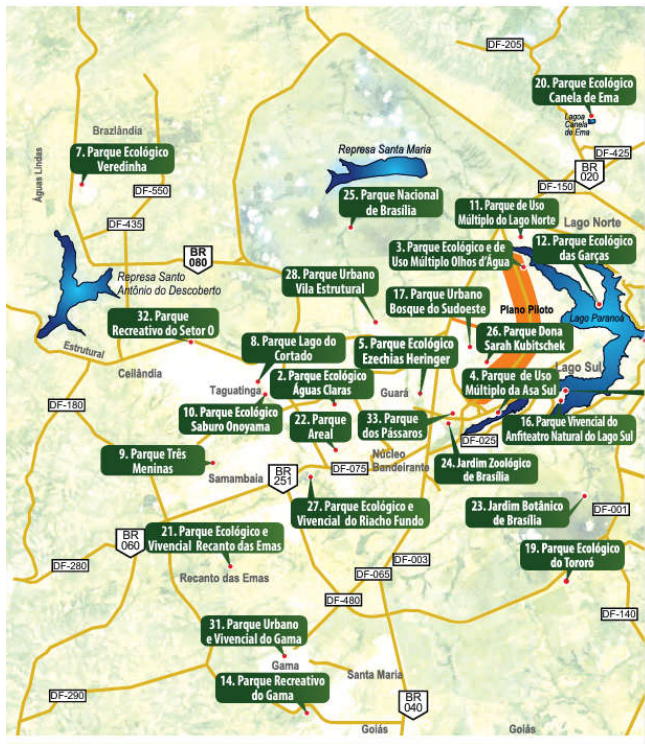 DF-205
20. Parque Ecológico
Canela de Ema
Lagoa
Canela
de Ema
Brazlândia
7. Parque Ecológico
Veredinha
Represa Santa Maria
DF-425
BR
020
Águas Lindas
DF-550
25. Parque Nacional
de Brasília
DF-150
11. Parque de Uso
Múltiplo do Lago Norte
Lago Norte
DF-435
3. Parque Ecológico e de
Uso Múltiplo Olhos d'Água
12. Parque Ecológico
das Garças
BR
080
Represa Santo
Antônio do Descoberto
28. Parque Urbano
Vila Estrutural
17. Parque Urbano
Bosque do Sudoeste
Plano Piloto
Lago Paranoá
32. Parque
Recreativo do Setor O
26. Parque Dona
Sarah Kubitschek
8. Parque Lago do
Cortado
5. Parque Ecológico
Ezechias Heringer
Estrutural
Ceilândia
Lago Sul
2. Parque Ecológico
Águas Claras
4. Parque de Uso
Múltiplo da Asa Sul
Taguatinga
Guará
DF-180
10. Parque Ecológico
Saburo Onoyama
22. Parque
Areal
33. Parque
dos Pássaros
16. Parque Vivencial do
Anfiteatro Natural do Lago Sul
DF-025
9. Parque Três
Meninas
Núcleo
Bandeirante
24. Jardim Zoológico
de Brasília
Samambaia
BR
251
DF-075
27. Parque Ecológico e
Vivencial do Riacho Fundo
23. Jardim Botânico
de Brasília
DF-001
21. Parque Ecológico e
Vivencial Recanto das Emas
BR
060
19. Parque Ecológico
do Tororó
DF-280
DF-003
DF-065
Recanto das Emas
DF-480
DF-140
31. Parque Urbano
e Vivencial do Gama
Gama
Santa Maria
14. Parque Recreativo
do Gama
DF-290
BR
040
Goiás
Goiás